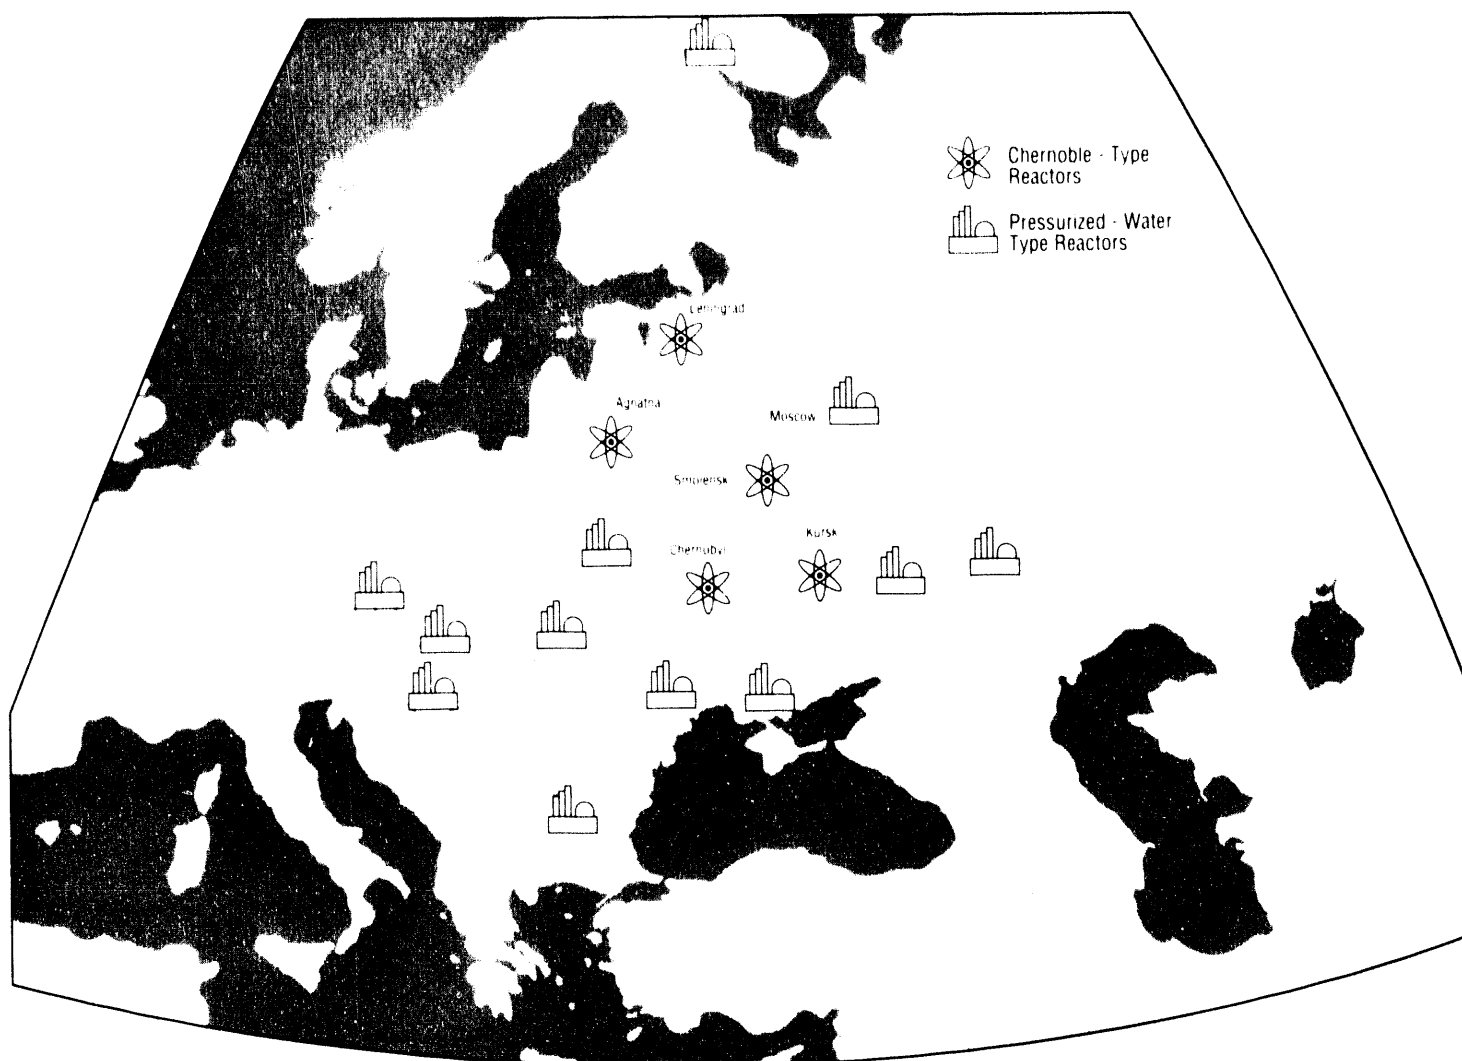 Chernoble - Type
Reactors
Pressurized - Water
Type Reactors
Leningrad
Agnatna
Moscow
Smolensk
Kursk
Chernobyl